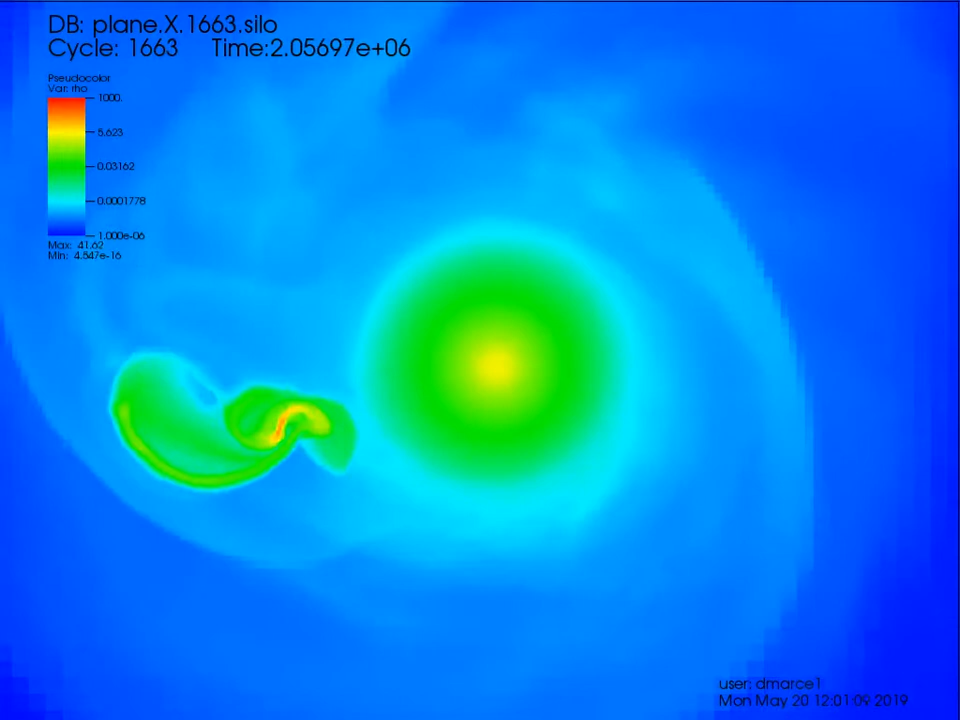 DB: plane.X.1663.silo
Cycle: 1663 Time:2.05697e+06
Pseudocolor
Var: rho
1000.
5.623
0.03162
0.0001778
1.000e-06
Max: 41.62
Min: 4.547e-16
user: dmarce1
Mon May 20 12:01:09 2019